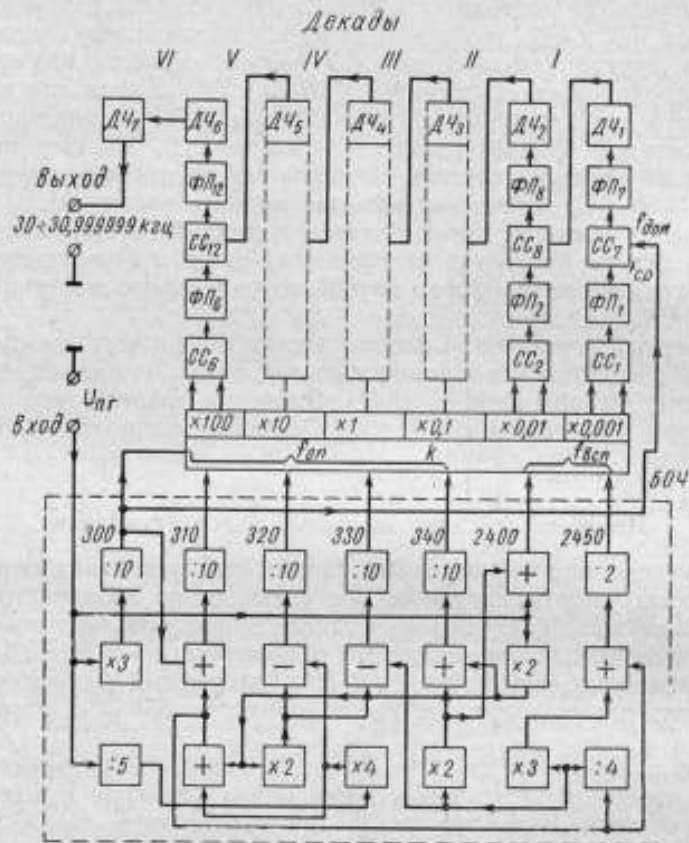 Декады
VI V IV III II I
ДЧ₇ ДЧ₆ ДЧ₅ ДЧ₄ ДЧ₃ ДЧ₂ ДЧ₁
Выход
ФП₁₂ ФП₈ ФП₇
30÷30,999999 кгц
fдоп
СС₁₂ СС₈ СС₇
fсо
ФП₆ ФП₂ ФП₁
СС₆ СС₂ СС₁
Uпг
Вход
×100 ×10 ×1 ×0,1 ×0,01 ×0,001
fоп k fвсп
БОЧ
300 310 320 330 340 2400 2450
:10 :10 :10 :10 :10 + 2
×3 + - - + ×2 +
:5 + ×2 ×4 ×2 ×3 :4